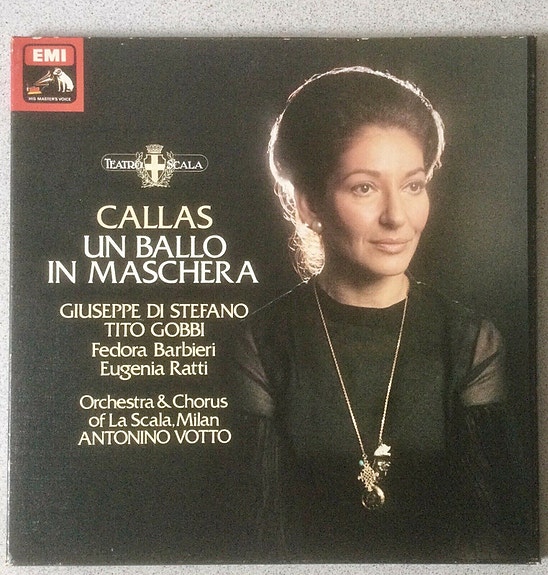 EMI
HIS MASTER'S VOICE
TEATRO SCALA
CALLAS
UN BALLO
IN MASCHERA
GIUSEPPE DI STEFANO
TITO GOBBI
Fedora Barbieri
Eugenia Ratti
Orchestra & Chorus
of La Scala, Milan
ANTONINO VOTTO